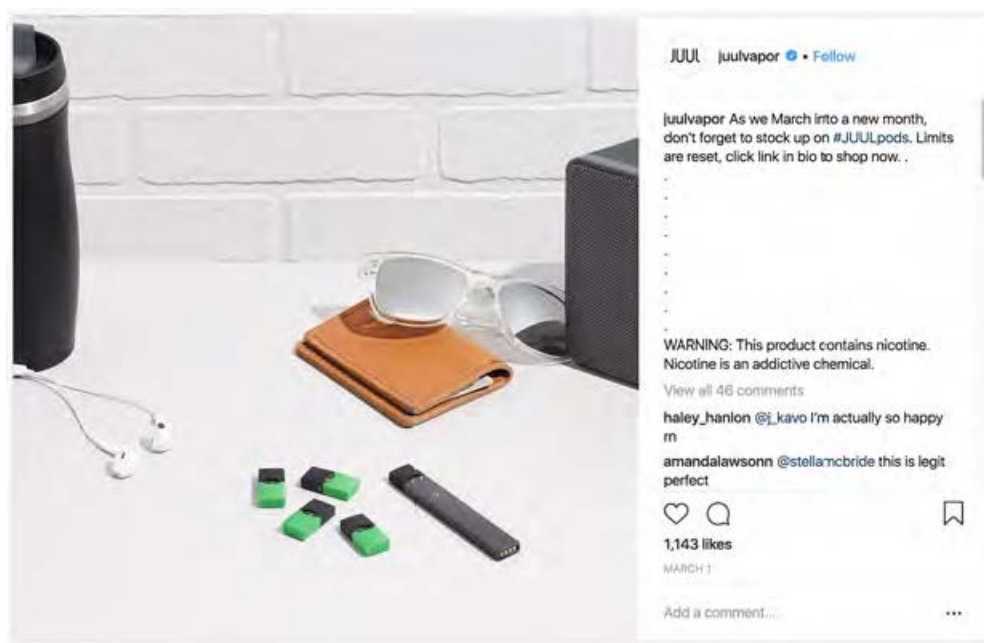 JUUL juulvapor • Follow
juulvapor As we March into a new month,
don't forget to stock up on #JUULpods. Limits
are reset, click link in bio to shop now. .
.
.
.
.
.
.
.
.
.
WARNING: This product contains nicotine.
Nicotine is an addictive chemical.
View all 46 comments
haley_hanlon @j_kavo I'm actually so happy
rn
amandalawsonn @stellamcbride this is legit
perfect
1,143 likes
MARCH 1
Add a comment...